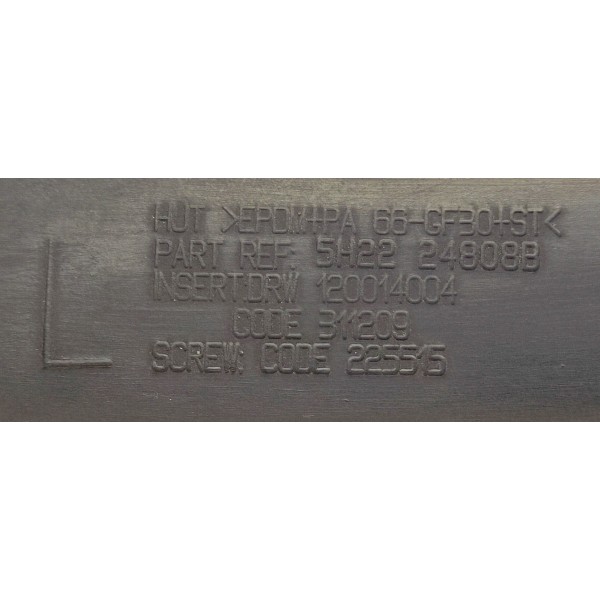 L
HUT >EPDM+PA 66-GF30+ST<
PART REF: 5H22 24808B
INSERT:DRW 120014004
CODE 311209
SCREW: CODE 225515